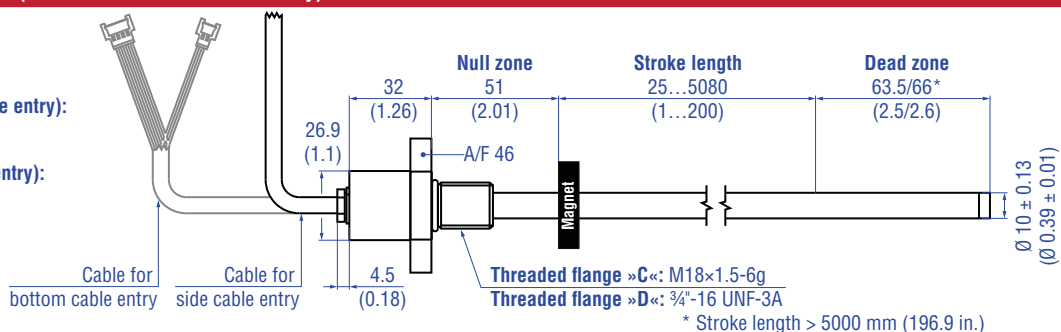 e entry):
entry):
Null zone
Stroke length
Dead zone
32
51
25…5080
63.5/66*
(1.26)
(2.01)
(1…200)
(2.5/2.6)
26.9
(1.1)
A/F 46
Magnet
Ø 10 ± 0.13
(Ø 0.39 ± 0.01)
Cable for
bottom cable entry
Cable for
side cable entry
4.5
(0.18)
Threaded flange »C«: M18×1.5-6g
Threaded flange »D«: ¾"-16 UNF-3A
* Stroke length > 5000 mm (196.9 in.)